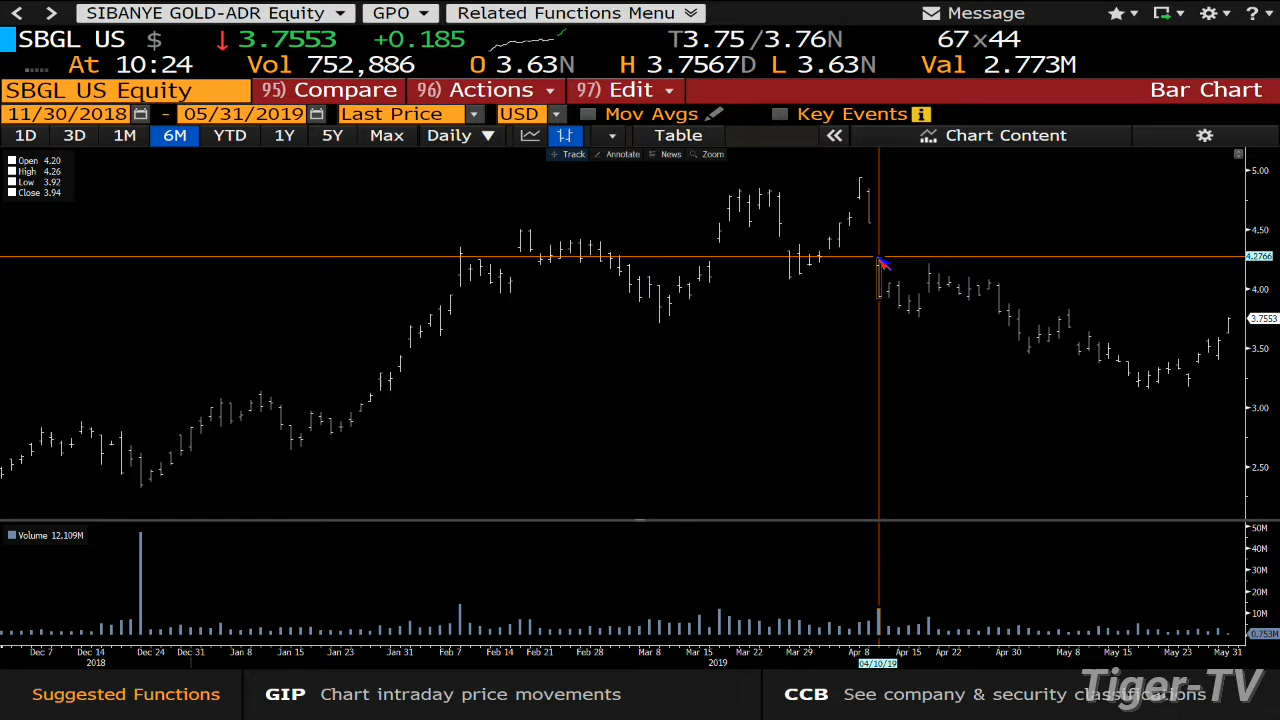 SIBANYE GOLD-ADR Equity GPO Related Functions Menu Message ?
SBGL US $ ↓ 3.7553 +0.185 T3.75/3.76N 67x44
At 10:24 Vol 752,886 O 3.63N H 3.7567D L 3.63N Val 2.773M
SBGL US Equity 95) Compare 96) Actions 97) Edit Bar Chart
11/30/2018 - 05/31/2019 Last Price USD Mov Avgs Key Events i
1D 3D 1M 6M YTD 1Y 5Y Max Daily Table Chart Content
Track Annotate News Zoom
Open 4.20
High 4.26
Low 3.92
Close 3.94
5.00
4.50
4.2766
4.00
3.7553
3.50
3.00
2.50
Volume 12.109M
50M
40M
30M
20M
10M
0.753M
Dec 7 Dec 14 Dec 24 Dec 31 Jan 8 Jan 15 Jan 23 Jan 31 Feb 7 Feb 14 Feb 21 Feb 28 Mar 8 Mar 15 Mar 22 Mar 29 Apr 8 Apr 15 Apr 22 Apr 30 May 8 May 15 May 23 May 31
2018 2019 04/10/19
Suggested Functions GIP Chart intraday price movements CCB See company & security classifications
Tiger-TV